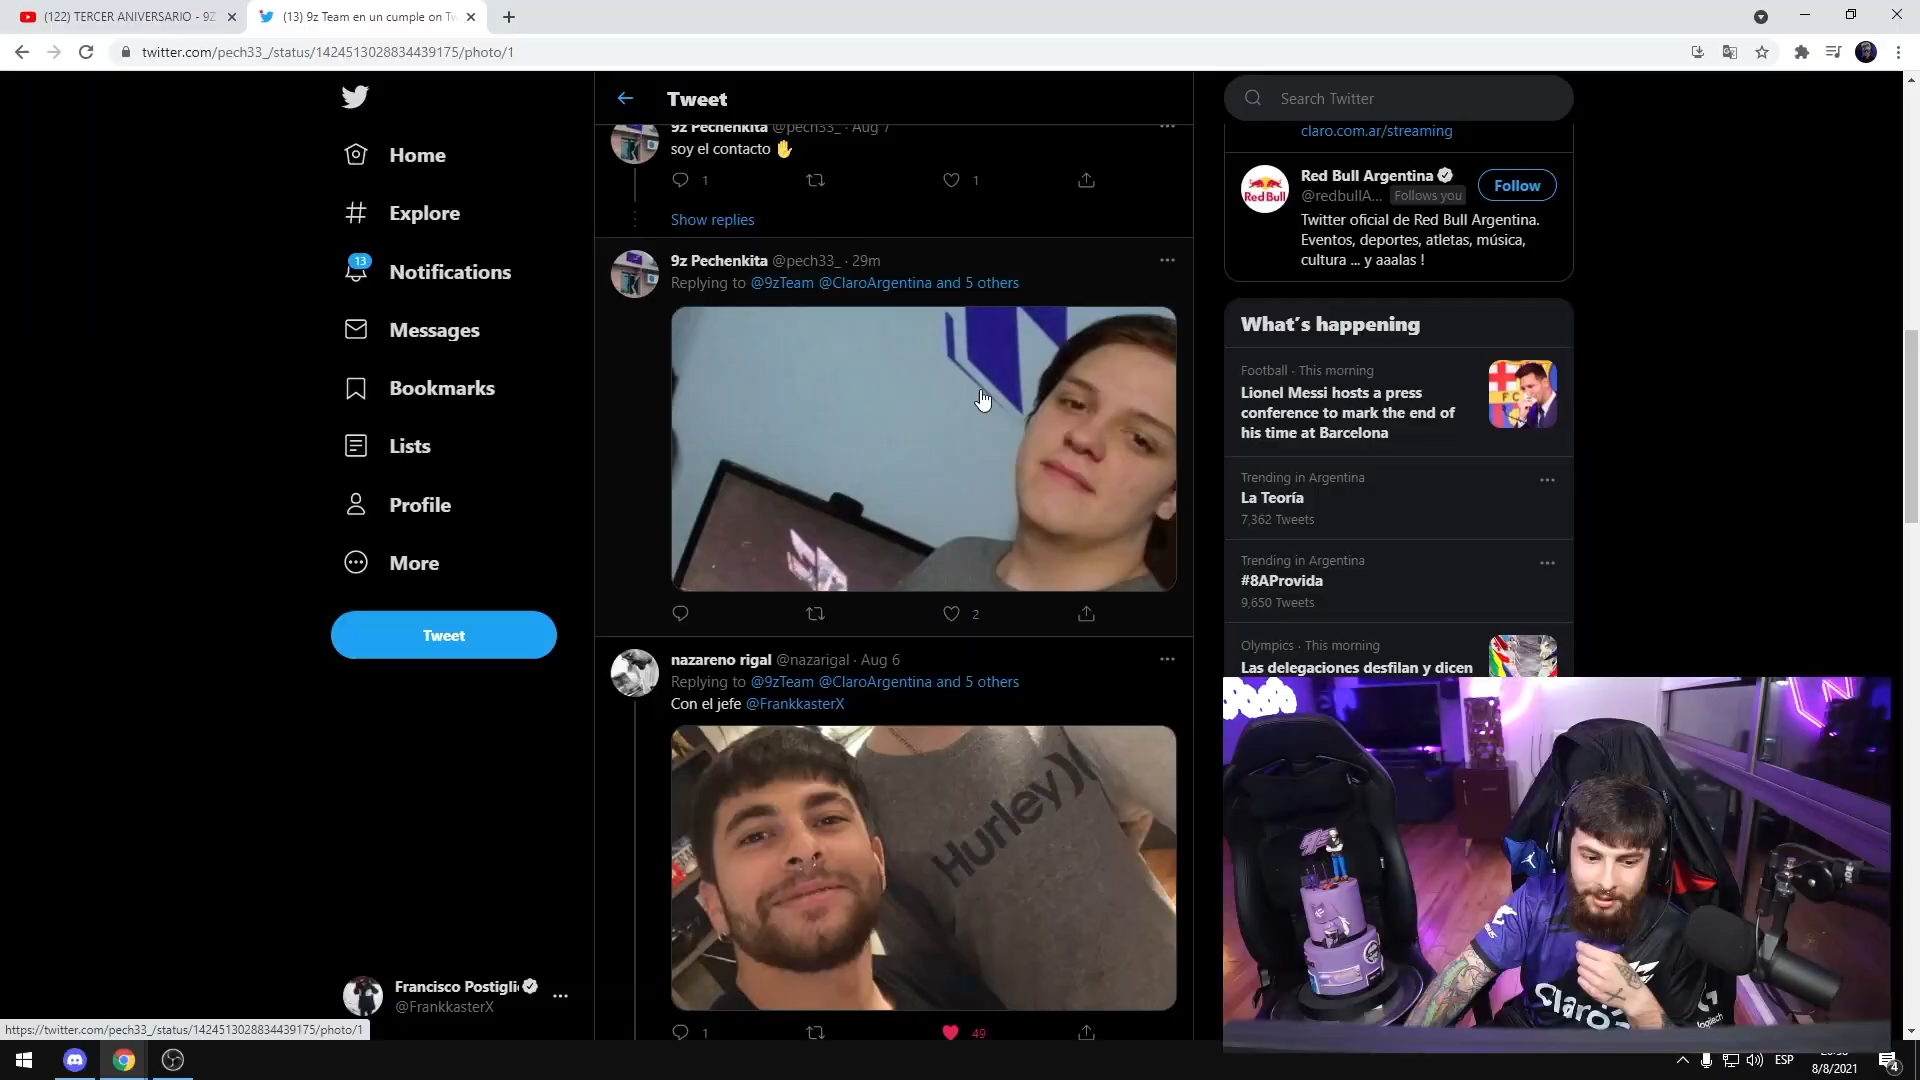 (122) TERCER ANIVERSARIO - 9Z
(13) 9z Team en un cumple on Tw
twitter.com/pech33_/status/1424513028834439175/photo/1
Tweet
Search Twitter
Home
Explore
13
Notifications
Messages
Bookmarks
Lists
Profile
More
Tweet
Francisco Postigli
@FrankkasterX
9z Pechenkita @pech33_ · Aug 7
soy el contacto ✋
1
1
Show replies
9z Pechenkita @pech33_ · 29m
Replying to @9zTeam @ClaroArgentina and 5 others
2
nazareno rigal @nazarigal · Aug 6
Replying to @9zTeam @ClaroArgentina and 5 others
Con el jefe @FrankkasterX
Hurley
1
49
claro.com.ar/streaming
Red Bull
Red Bull Argentina
@redbullA... Follows you
Follow
Twitter oficial de Red Bull Argentina.
Eventos, deportes, atletas, música,
cultura ... y aaalas !
What's happening
Football · This morning
Lionel Messi hosts a press
conference to mark the end of
his time at Barcelona
Trending in Argentina
La Teoría
7,362 Tweets
Trending in Argentina
#8AProvida
9,650 Tweets
Olympics · This morning
Las delegaciones desfilan y dicen
Claro
logitech
https://twitter.com/pech33_/status/1424513028834439175/photo/1
ESP
8/8/2021
4